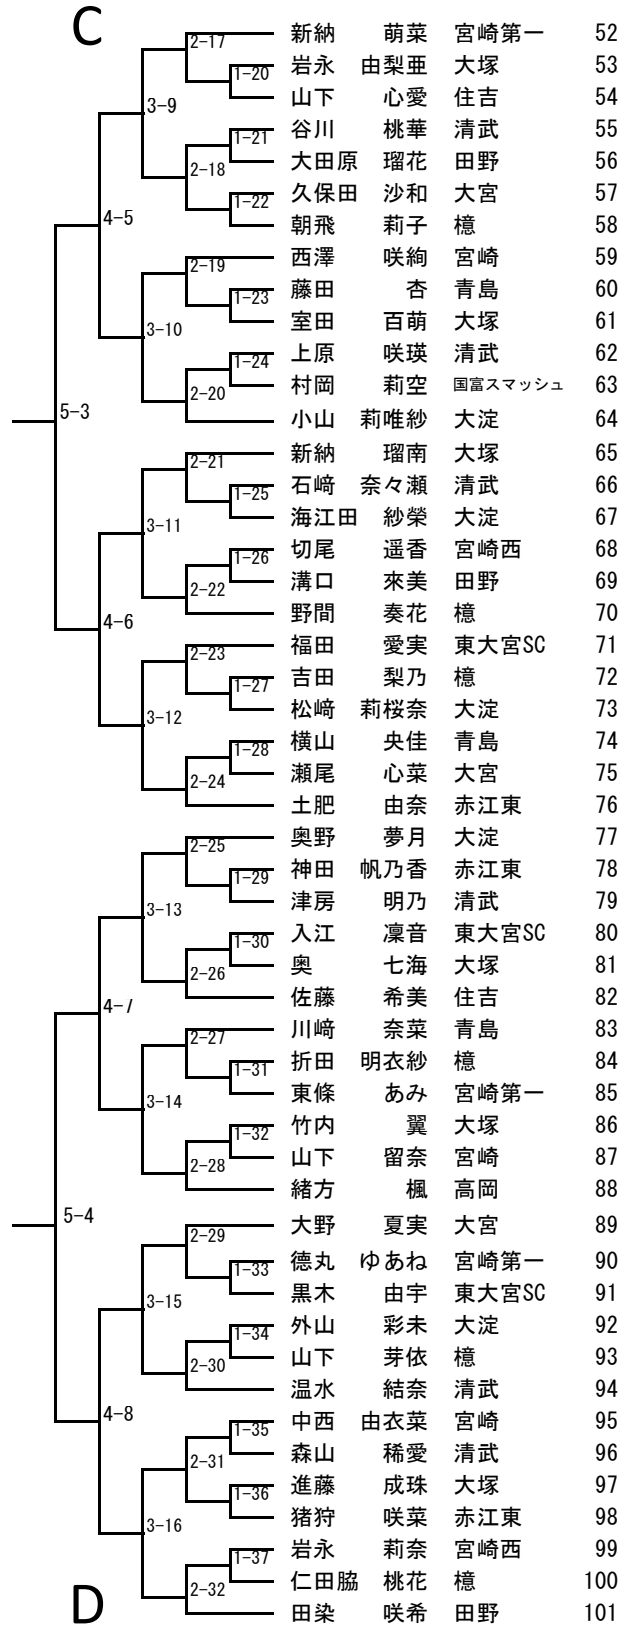 C
2-17 新納 萌菜 宮崎第一 52
1-20 岩永 由梨亜 大塚 53
3-9 山下 心愛 住吉 54
1-21 谷川 桃華 清武 55
2-18 大田原 瑠花 田野 56
1-22 久保田 沙和 大宮 57
4-5 朝飛 莉子 檍 58
2-19 西澤 咲絢 宮崎 59
1-23 藤田 杏 青島 60
3-10 室田 百萌 大塚 61
1-24 上原 咲瑛 清武 62
2-20 村岡 莉空 国富スマッシュ 63
5-3 小山 莉唯紗 大淀 64
2-21 新納 瑠南 大塚 65
1-25 石﨑 奈々瀬 清武 66
3-11 海江田 紗榮 大淀 67
1-26 切尾 遥香 宮崎西 68
2-22 溝口 來美 田野 69
4-6 野間 奏花 檍 70
2-23 福田 愛実 東大宮SC 71
1-27 吉田 梨乃 檍 72
3-12 松﨑 莉桜奈 大淀 73
1-28 横山 央佳 青島 74
2-24 瀬尾 心菜 大宮 75
土肥 由奈 赤江東 76
2-25 奥野 夢月 大淀 77
1-29 神田 帆乃香 赤江東 78
3-13 津房 明乃 清武 79
1-30 入江 凜音 東大宮SC 80
2-26 奥 七海 大塚 81
4-7 佐藤 希美 住吉 82
2-27 川﨑 奈菜 青島 83
1-31 折田 明衣紗 檍 84
3-14 東條 あみ 宮崎第一 85
1-32 竹内 翼 大塚 86
2-28 山下 留奈 宮崎 87
緒方 楓 高岡 88
5-4
2-29 大野 夏実 大宮 89
1-33 德丸 ゆあね 宮崎第一 90
3-15 黒木 由宇 東大宮SC 91
1-34 外山 彩未 大淀 92
2-30 山下 芽依 檍 93
温水 結奈 清武 94
4-8
1-35 中西 由衣菜 宮崎 95
2-31 森山 稀愛 清武 96
1-36 進藤 成珠 大塚 97
3-16 猪狩 咲菜 赤江東 98
1-37 岩永 莉奈 宮崎西 99
2-32 仁田脇 桃花 檍 100
D 田染 咲希 田野 101